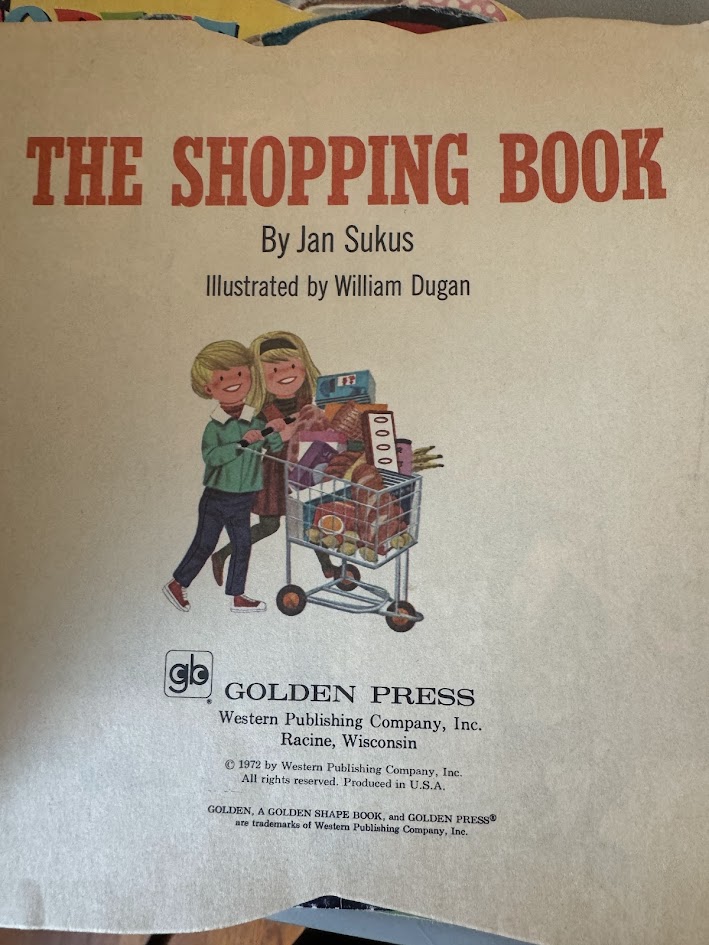 THE SHOPPING BOOK
By Jan Sukus
Illustrated by William Dugan
gb
GOLDEN PRESS
Western Publishing Company, Inc.
Racine, Wisconsin
© 1972 by Western Publishing Company, Inc.
All rights reserved. Produced in U.S.A.
GOLDEN, A GOLDEN SHAPE BOOK, and GOLDEN PRESS®
are trademarks of Western Publishing Company, Inc.